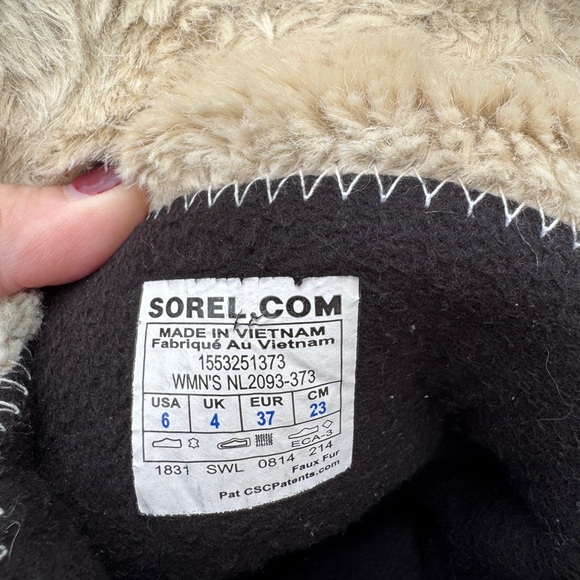 SOREL.COM
MADE IN VIETNAM
Fabriqué Au Vietnam
1553251373
WMN'S NL2093-373
USA UK EUR CM
6 4 37 23
ECA-3
1831 SWL 0814 214
Faux Fur
Pat CSCPatents.com